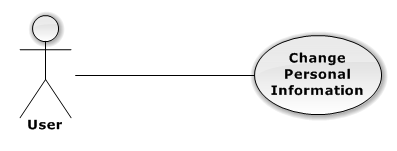 Change
Personal
Information
User